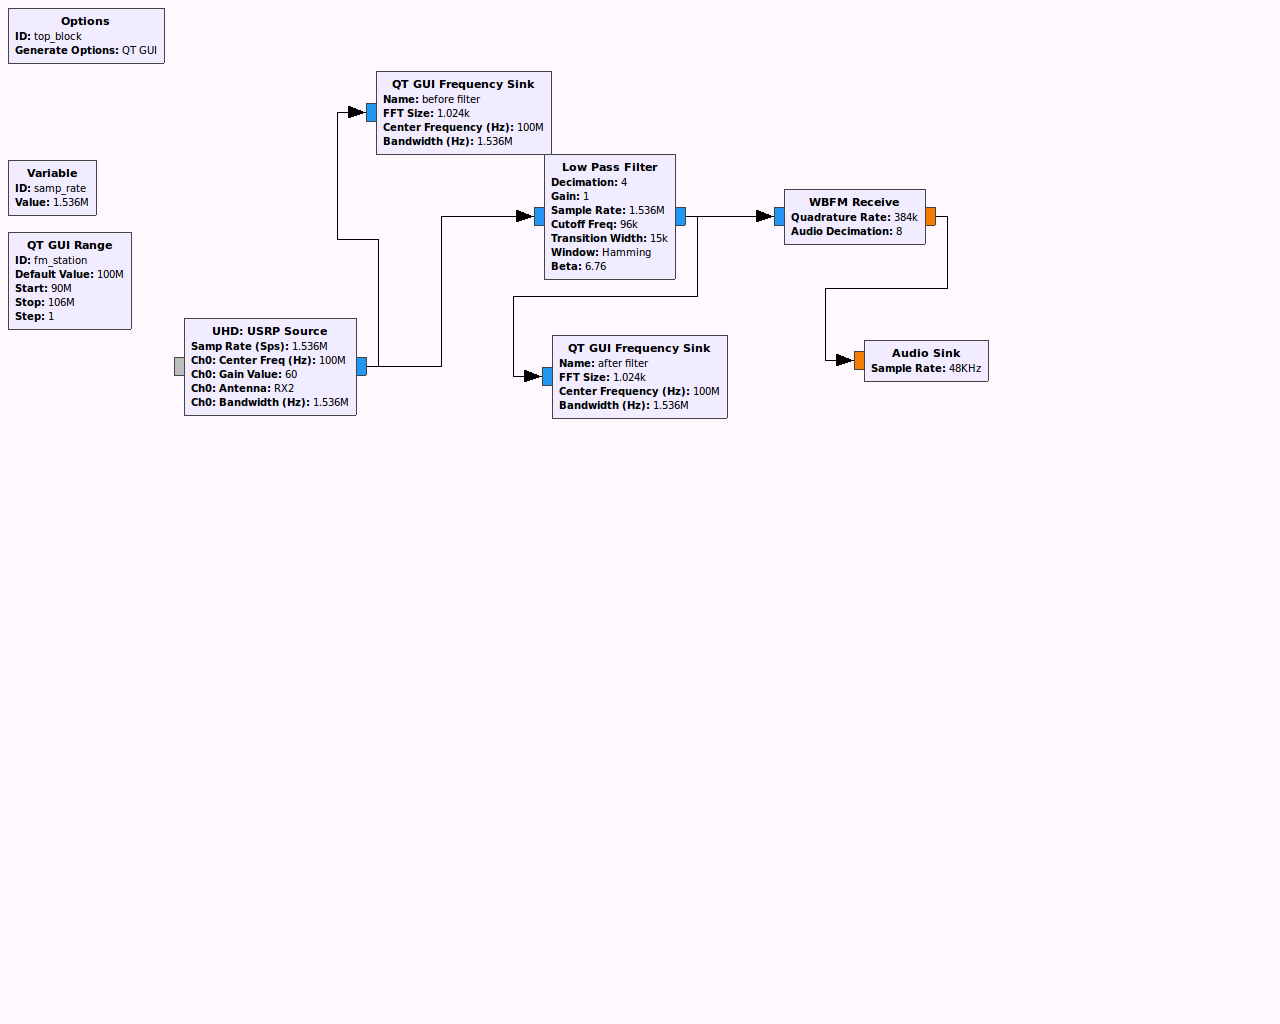 Options
ID: top_block
Generate Options: QT GUI
QT GUI Frequency Sink
Name: before filter
FFT Size: 1.024k
Center Frequency (Hz): 100M
Bandwidth (Hz): 1.536M
Variable
ID: samp_rate
Value: 1.536M
Low Pass Filter
Decimation: 4
Gain: 1
Sample Rate: 1.536M
Cutoff Freq: 96k
Transition Width: 15k
Window: Hamming
Beta: 6.76
WBFM Receive
Quadrature Rate: 384k
Audio Decimation: 8
QT GUI Range
ID: fm_station
Default Value: 100M
Start: 90M
Stop: 106M
Step: 1
UHD: USRP Source
Samp Rate (Sps): 1.536M
Ch0: Center Freq (Hz): 100M
Ch0: Gain Value: 60
Ch0: Antenna: RX2
Ch0: Bandwidth (Hz): 1.536M
QT GUI Frequency Sink
Name: after filter
FFT Size: 1.024k
Center Frequency (Hz): 100M
Bandwidth (Hz): 1.536M
Audio Sink
Sample Rate: 48KHz